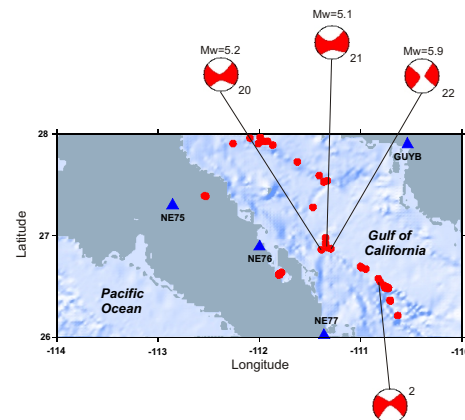 Mw=5.1
21
Mw=5.2
20
Mw=5.9
22
28
27
26
Latitude
GUYB
NE75
NE76
NE77
Gulf of
California
Pacific
Ocean
-114
-113
-112
-111
-110
Longitude
2